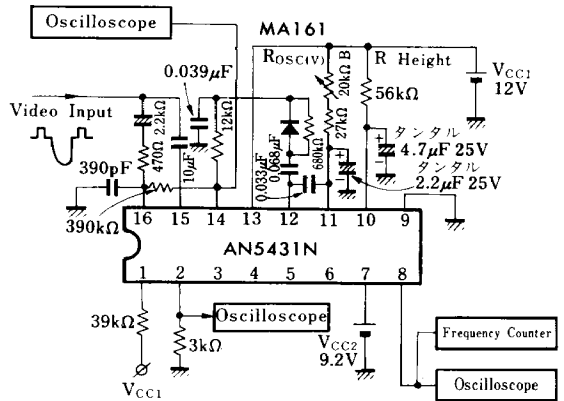 Oscilloscope
MA161
ROSC(V)
20kΩ B
R Height
VCC1
12V
0.039μF
56kΩ
Video Input
2.2kΩ
12kΩ
27kΩ
タンタル
4.7μF 25V
タンタル
2.2μF 25V
390pF
470Ω
10μF
0.068μF
680kΩ
0.033μF
390kΩ
16 15 14 13 12 11 10 9
AN5431N
1 2 3 4 5 6 7 8
39kΩ
Oscilloscope
3kΩ
VCC1
VCC2
9.2V
Frequency Counter
Oscilloscope